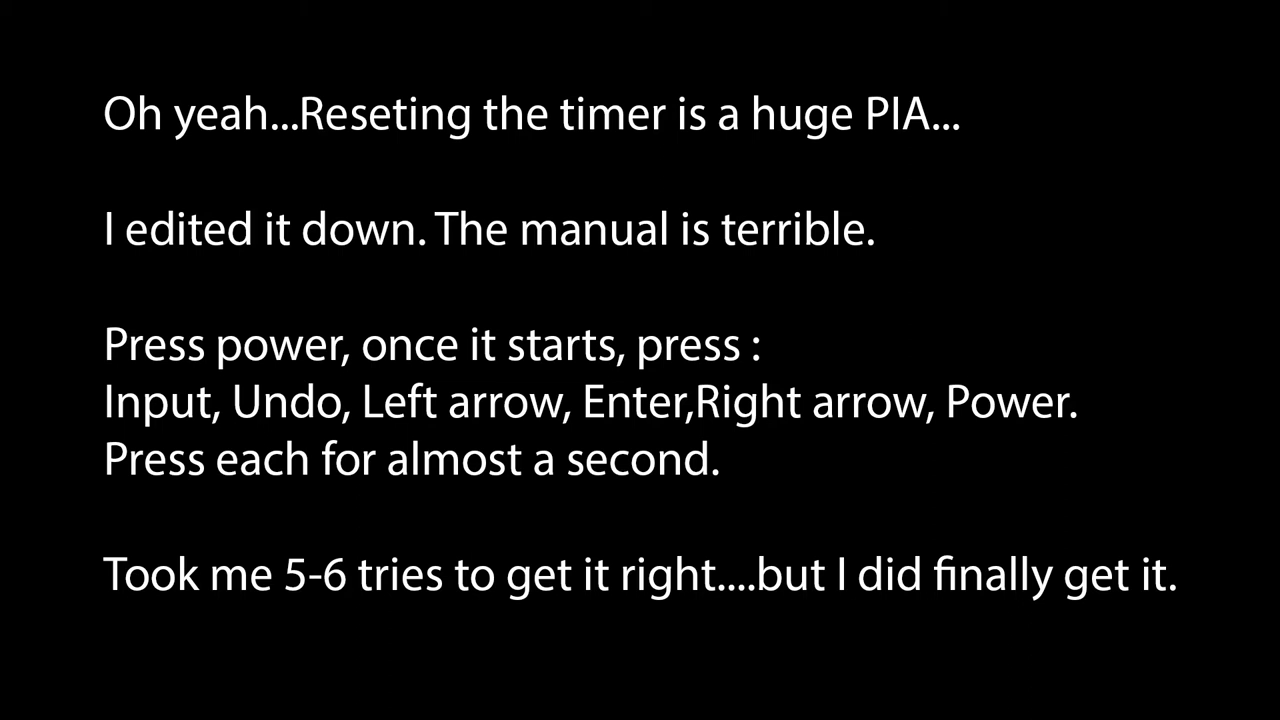 Oh yeah...Reseting the timer is a huge PIA...
I edited it down. The manual is terrible.
Press power, once it starts, press :
Input, Undo, Left arrow, Enter,Right arrow, Power.
Press each for almost a second.
Took me 5-6 tries to get it right....but I did finally get it.